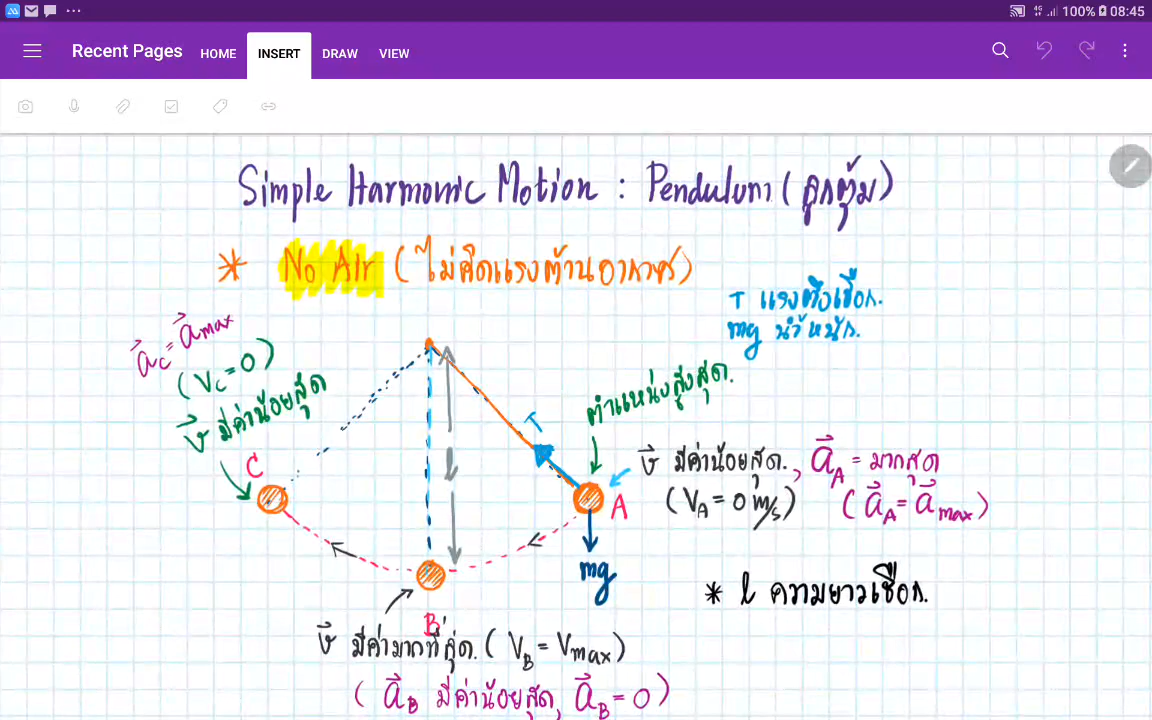 4G 100% 08:45
Recent Pages HOME INSERT DRAW VIEW
Simple Harmonic Motion : Pendulum (ลูกตุ้ม)
* No Air (ไม่คิดแรงต้านอากาศ)
T แรงตึงเชือก.
mg น้ำหนัก.
a⃗C = a⃗max
(VC = 0)
v⃗ มีค่าน้อยสุด
ตำแหน่งสูงสุด.
T
C
A
v⃗ มีค่าน้อยสุด. , a⃗A = มากสุด
(VA = 0 m/s) (a⃗A = a⃗max)
mg
* l ความยาวเชือก.
B
v⃗ มีค่ามากที่สุด. (VB = Vmax)
(a⃗B มีค่าน้อยสุด, a⃗B = 0)